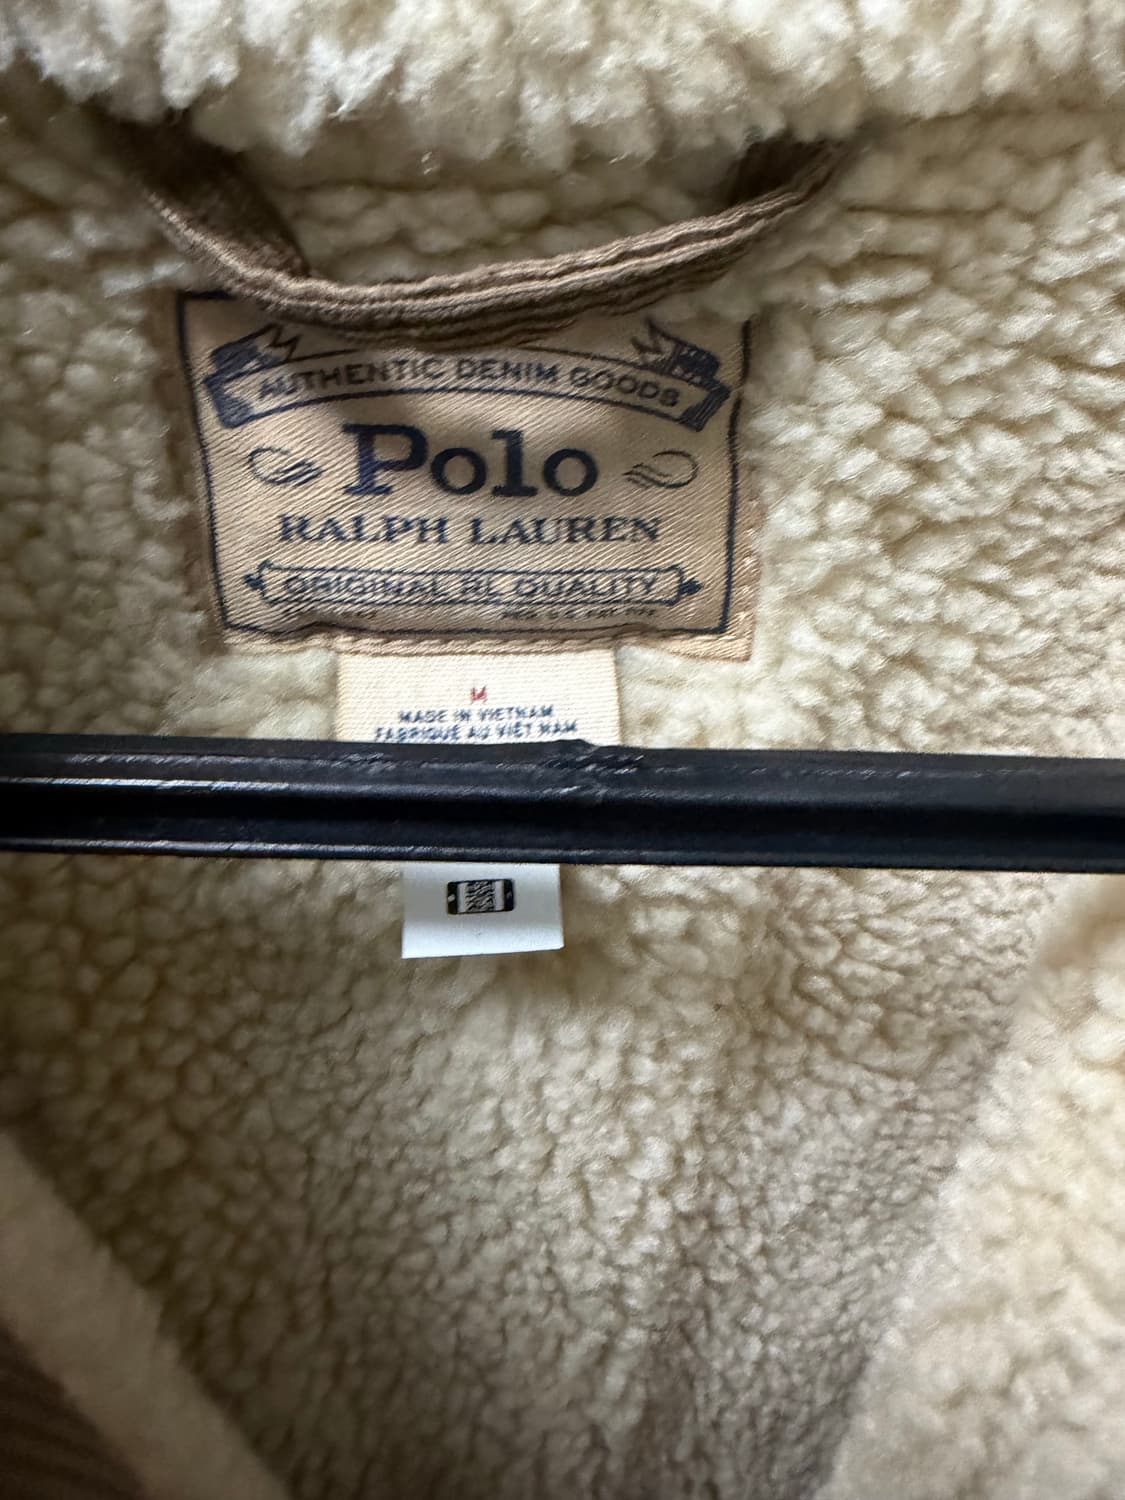 AUTHENTIC DENIM GOODS
Polo
RALPH LAUREN
ORIGINAL RL QUALITY
M
MADE IN VIETNAM
FABRIQUÉ AU VIET NAM